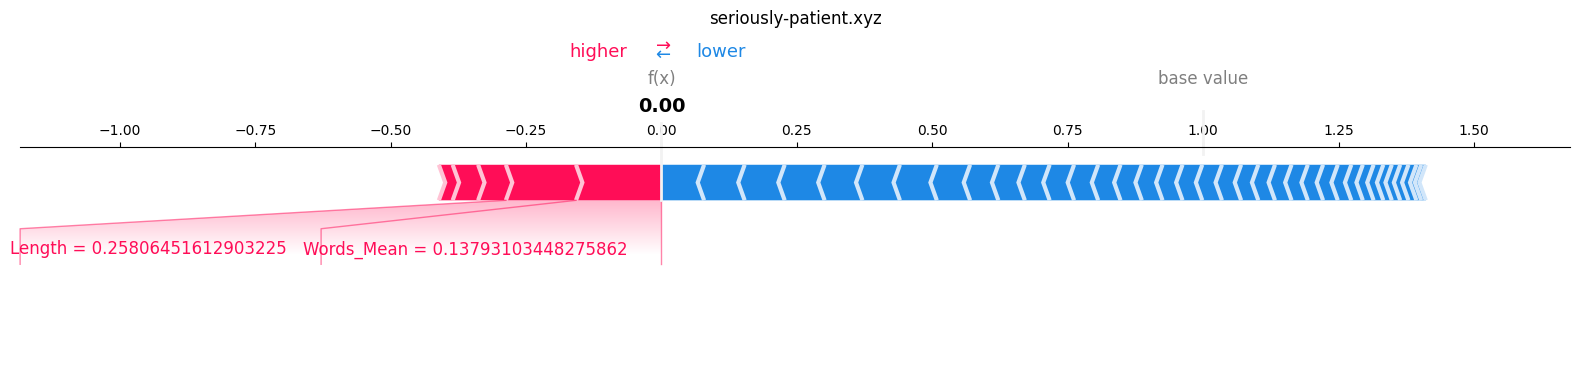 seriously-patient.xyz
higher ⇄ lower
f(x) base value
0.00
−1.00 −0.75 −0.50 −0.25 0.00 0.25 0.50 0.75 1.00 1.25 1.50
Length = 0.25806451612903225 Words_Mean = 0.13793103448275862